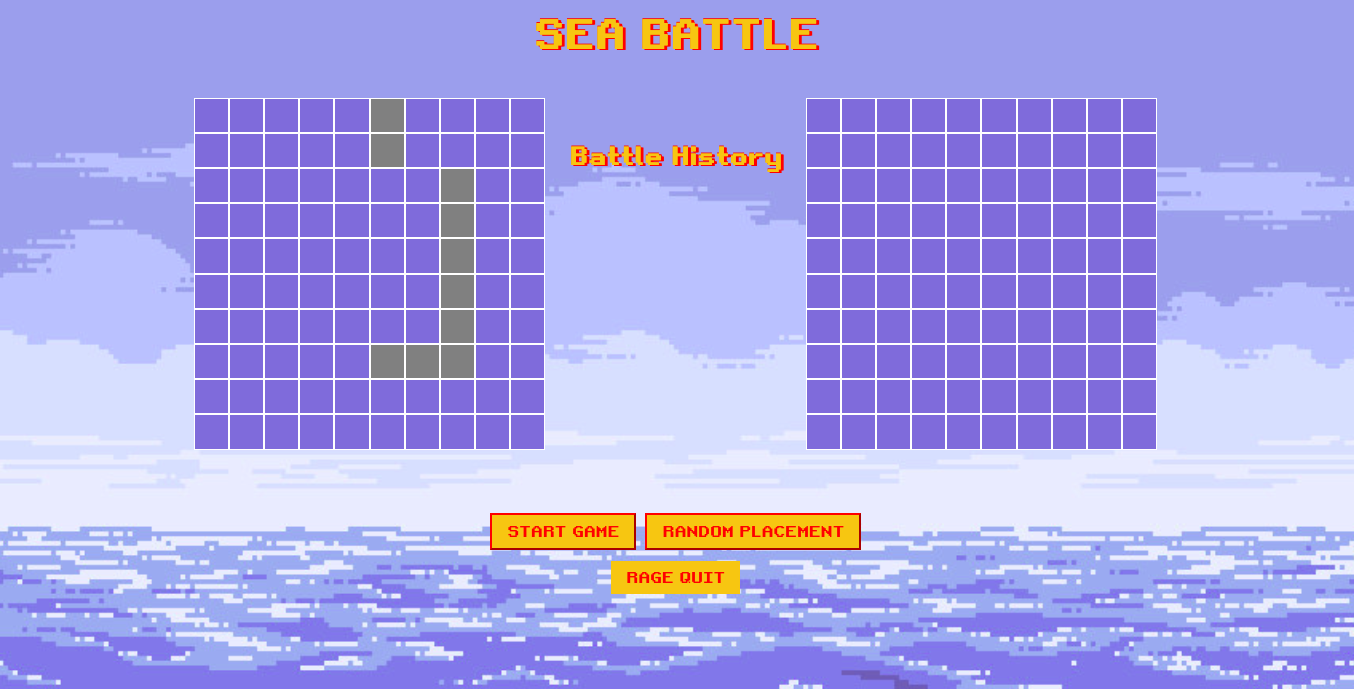 SEA BATTLE
Battle History
START GAME
RANDOM PLACEMENT
RAGE QUIT